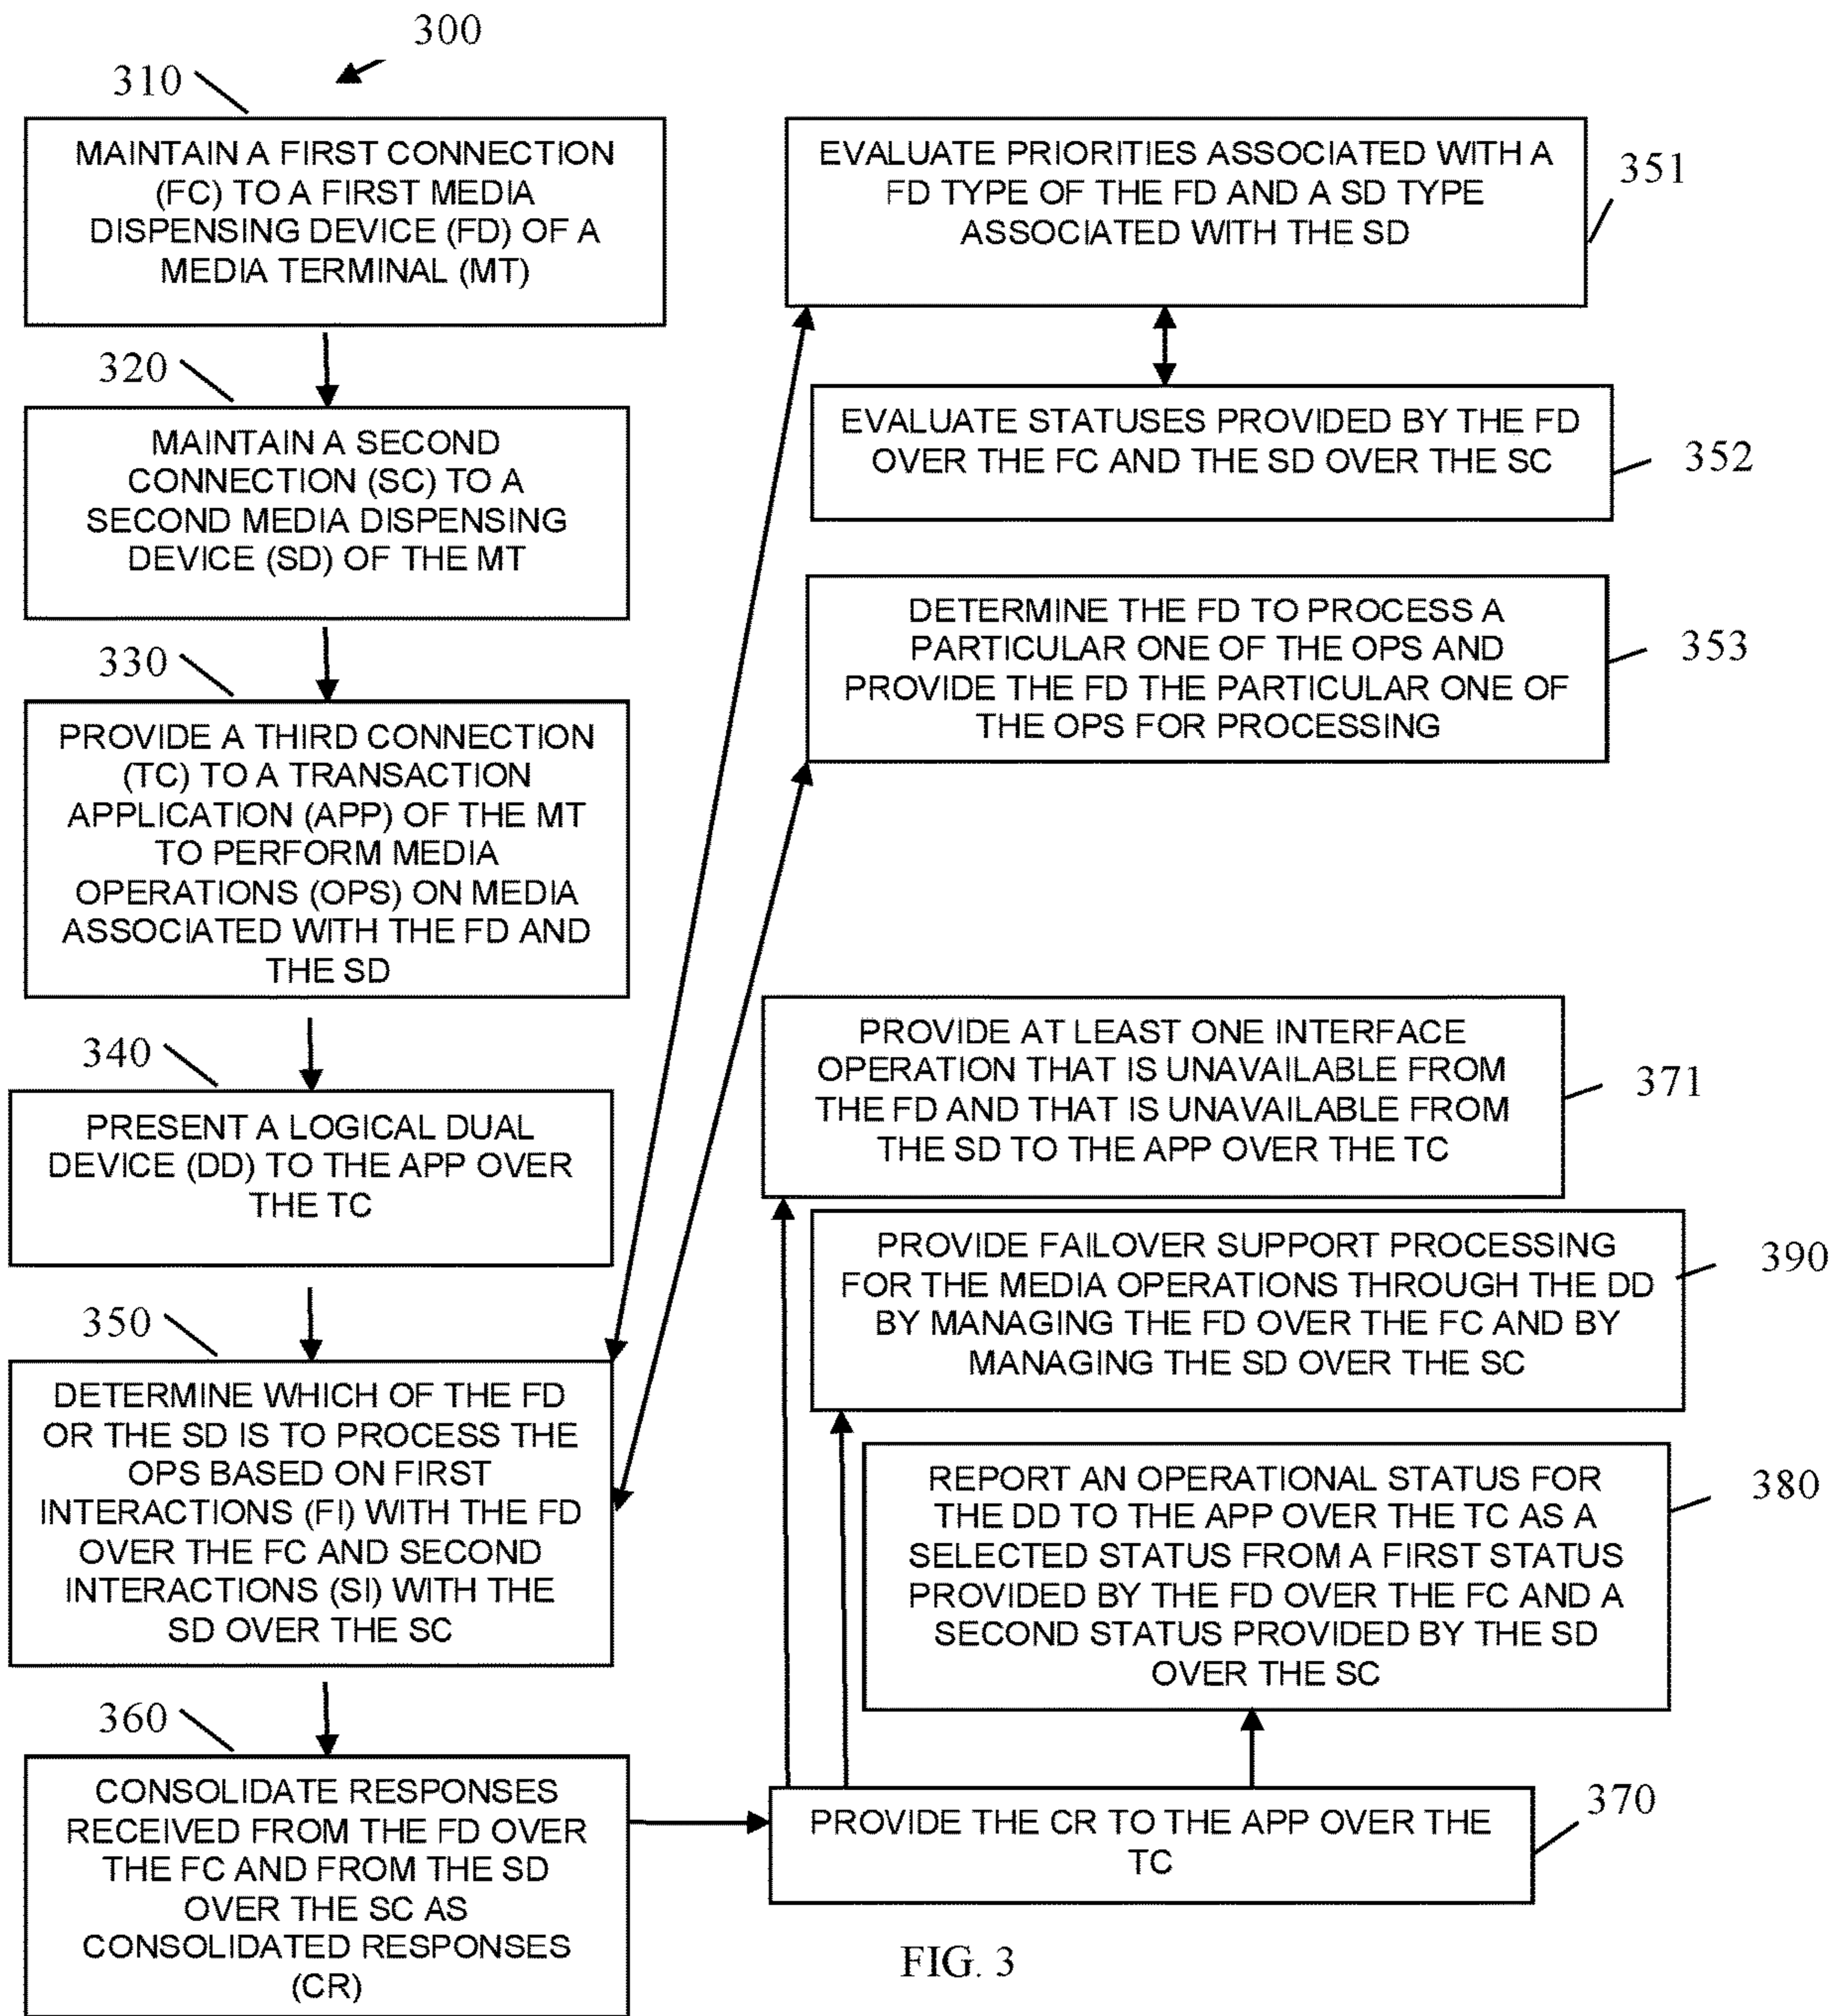 300
310
MAINTAIN A FIRST CONNECTION
(FC) TO A FIRST MEDIA
DISPENSING DEVICE (FD) OF A
MEDIA TERMINAL (MT)
320
MAINTAIN A SECOND
CONNECTION (SC) TO A
SECOND MEDIA DISPENSING
DEVICE (SD) OF THE MT
330
PROVIDE A THIRD CONNECTION
(TC) TO A TRANSACTION
APPLICATION (APP) OF THE MT
TO PERFORM MEDIA
OPERATIONS (OPS) ON MEDIA
ASSOCIATED WITH THE FD AND
THE SD
340
PRESENT A LOGICAL DUAL
DEVICE (DD) TO THE APP OVER
THE TC
350
DETERMINE WHICH OF THE FD
OR THE SD IS TO PROCESS THE
OPS BASED ON FIRST
INTERACTIONS (FI) WITH THE FD
OVER THE FC AND SECOND
INTERACTIONS (SI) WITH THE
SD OVER THE SC
360
CONSOLIDATE RESPONSES
RECEIVED FROM THE FD OVER
THE FC AND FROM THE SD
OVER THE SC AS
CONSOLIDATED RESPONSES
(CR)
EVALUATE PRIORITIES ASSOCIATED WITH A
FD TYPE OF THE FD AND A SD TYPE
ASSOCIATED WITH THE SD
351
EVALUATE STATUSES PROVIDED BY THE FD
OVER THE FC AND THE SD OVER THE SC
352
DETERMINE THE FD TO PROCESS A
PARTICULAR ONE OF THE OPS AND
PROVIDE THE FD THE PARTICULAR ONE OF
THE OPS FOR PROCESSING
353
PROVIDE AT LEAST ONE INTERFACE
OPERATION THAT IS UNAVAILABLE FROM
THE FD AND THAT IS UNAVAILABLE FROM
THE SD TO THE APP OVER THE TC
371
PROVIDE FAILOVER SUPPORT PROCESSING
FOR THE MEDIA OPERATIONS THROUGH THE DD
BY MANAGING THE FD OVER THE FC AND BY
MANAGING THE SD OVER THE SC
390
REPORT AN OPERATIONAL STATUS FOR
THE DD TO THE APP OVER THE TC AS A
SELECTED STATUS FROM A FIRST STATUS
PROVIDED BY THE FD OVER THE FC AND A
SECOND STATUS PROVIDED BY THE SD
OVER THE SC
380
PROVIDE THE CR TO THE APP OVER THE
TC
370
FIG. 3